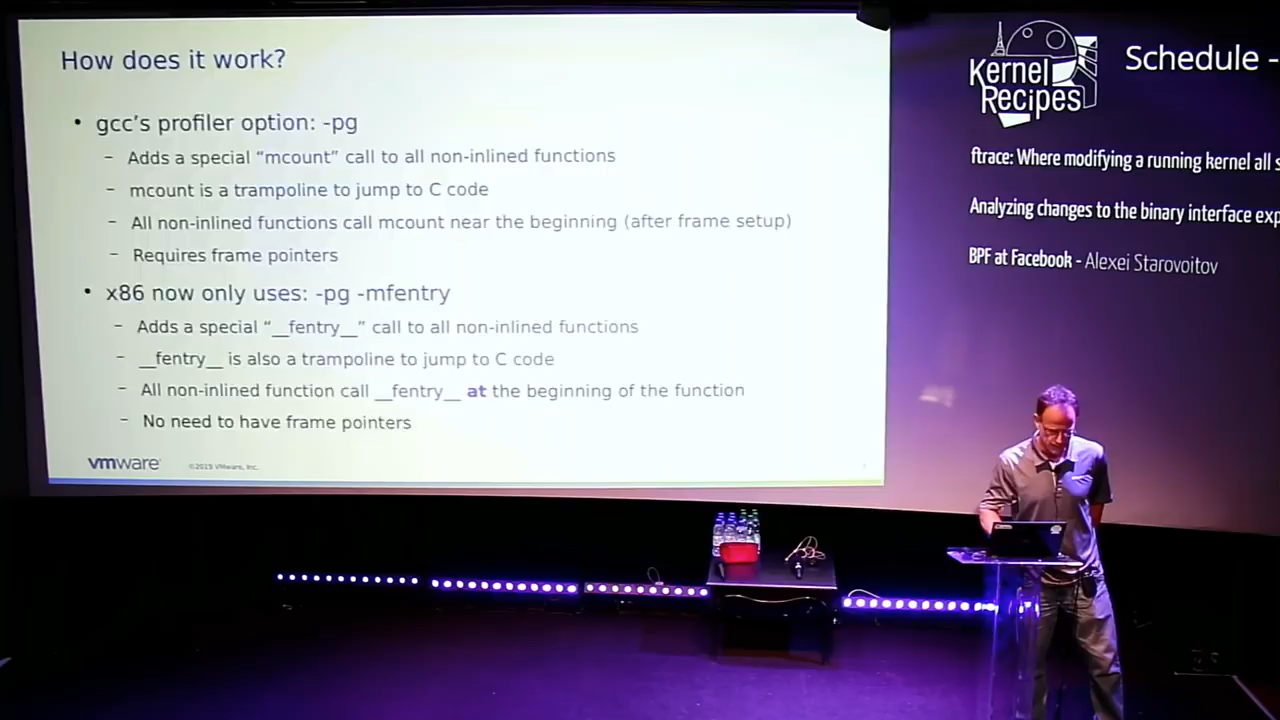 How does it work?
• gcc’s profiler option: -pg
– Adds a special “mcount” call to all non-inlined functions
– mcount is a trampoline to jump to C code
– All non-inlined functions call mcount near the beginning (after frame setup)
– Requires frame pointers
• x86 now only uses: -pg -mfentry
– Adds a special “__fentry__” call to all non-inlined functions
– __fentry__ is also a trampoline to jump to C code
– All non-inlined function call __fentry__ at the beginning of the function
– No need to have frame pointers
vmware
©2019 VMware, Inc.
Kernel
Recipes
Schedule -
ftrace: Where modifying a running kernel all s
Analyzing changes to the binary interface exp
BPF at Facebook - Alexei Starovoitov